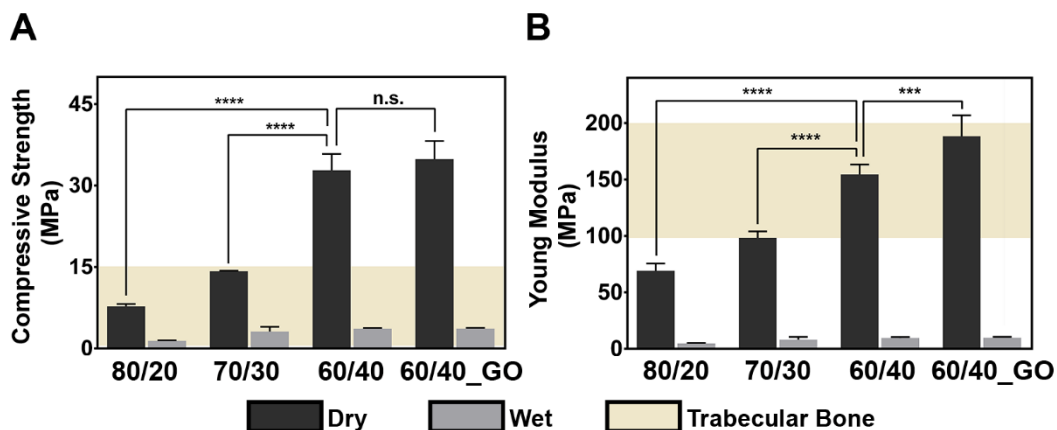 A
Compressive Strength
(MPa)
45
30
15
0
****
n.s.
****
80/20
70/30
60/40
60/40_GO
B
Young Modulus
(MPa)
200
150
100
50
0
****
***
****
80/20
70/30
60/40
60/40_GO
Dry
Wet
Trabecular Bone